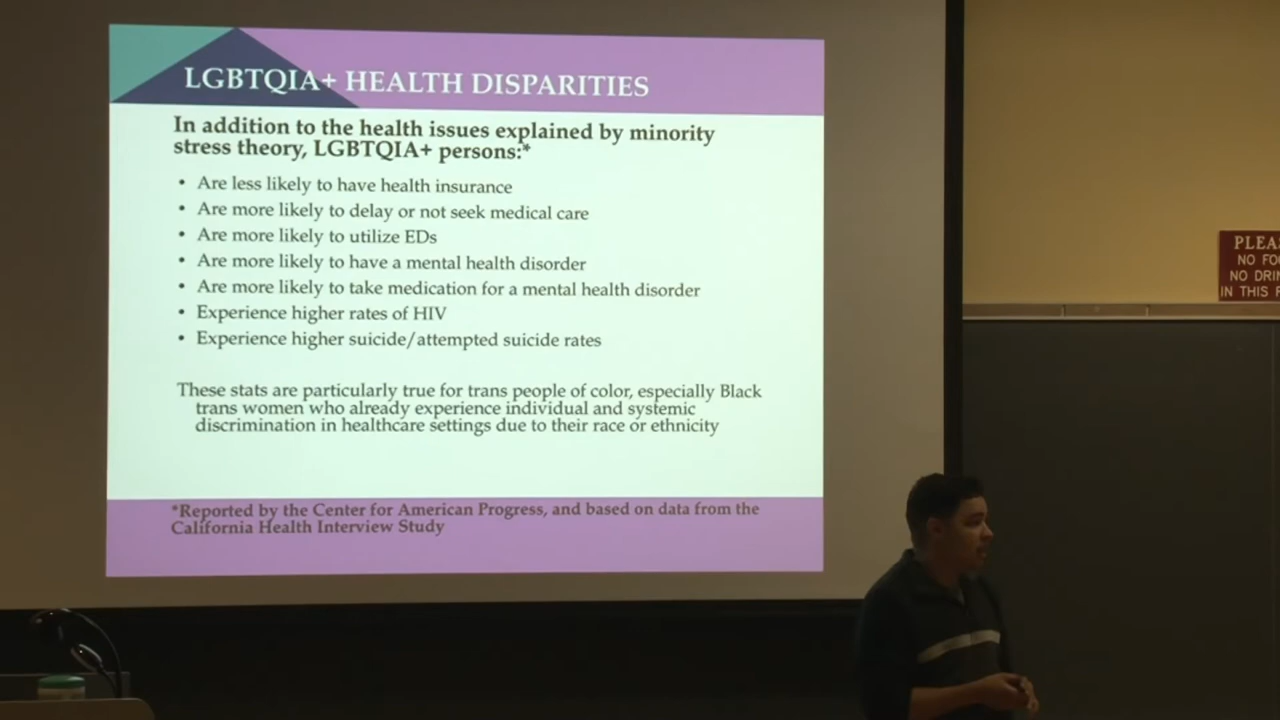 LGBTQIA+ HEALTH DISPARITIES
In addition to the health issues explained by minority
stress theory, LGBTQIA+ persons:*
• Are less likely to have health insurance
• Are more likely to delay or not seek medical care
• Are more likely to utilize EDs
• Are more likely to have a mental health disorder
• Are more likely to take medication for a mental health disorder
• Experience higher rates of HIV
• Experience higher suicide/attempted suicide rates
These stats are particularly true for trans people of color, especially Black
trans women who already experience individual and systemic
discrimination in healthcare settings due to their race or ethnicity
*Reported by the Center for American Progress, and based on data from the
California Health Interview Study
NO
NO
IN THIS